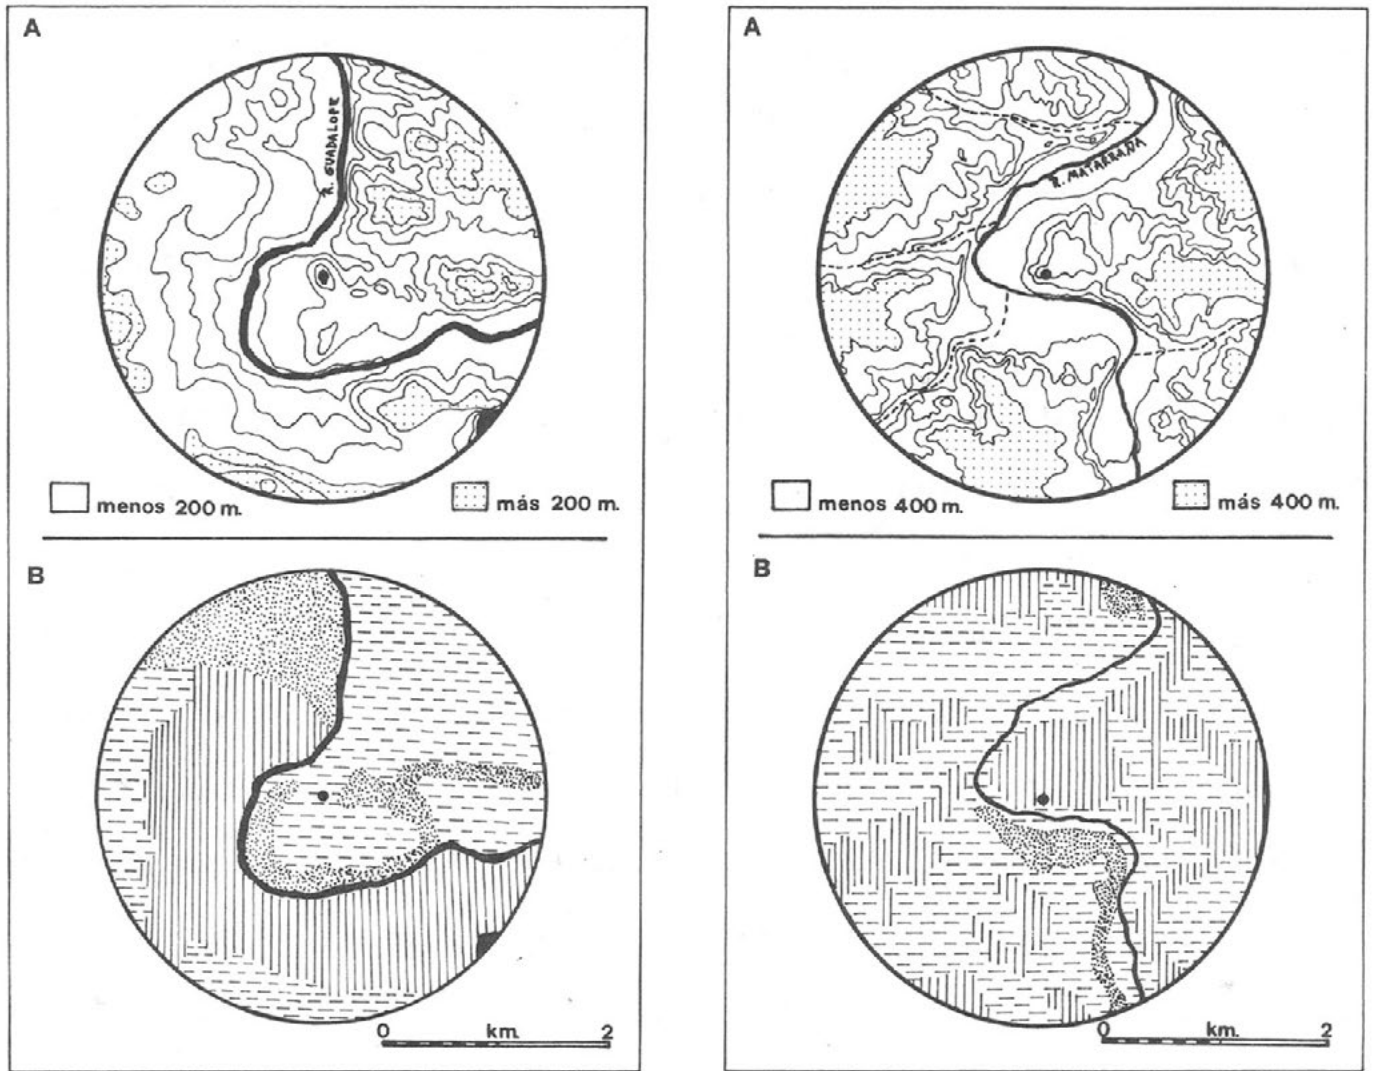 A
R. GUADALOPE
menos 200 m.
más 200 m.
B
0 km. 2
A
R. MATARRAÑA
menos 400 m.
más 400 m.
B
0 km. 2